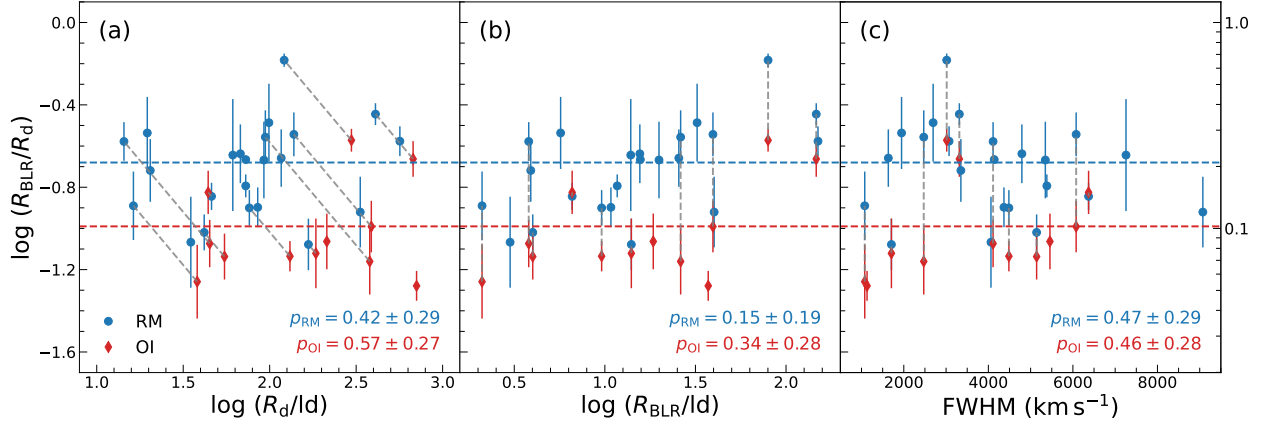 (a)
(b)
(c)
0.0
−0.4
−0.8
−1.2
−1.6
log (R_BLR/R_d)
1.0
0.1
RM
OI
p_RM = 0.42 ± 0.29
p_OI = 0.57 ± 0.27
p_RM = 0.15 ± 0.19
p_OI = 0.34 ± 0.28
p_RM = 0.47 ± 0.29
p_OI = 0.46 ± 0.28
1.0 1.5 2.0 2.5 3.0
0.5 1.0 1.5 2.0
2000 4000 6000 8000
log (R_d/ld)
log (R_BLR/ld)
FWHM (km s⁻¹)